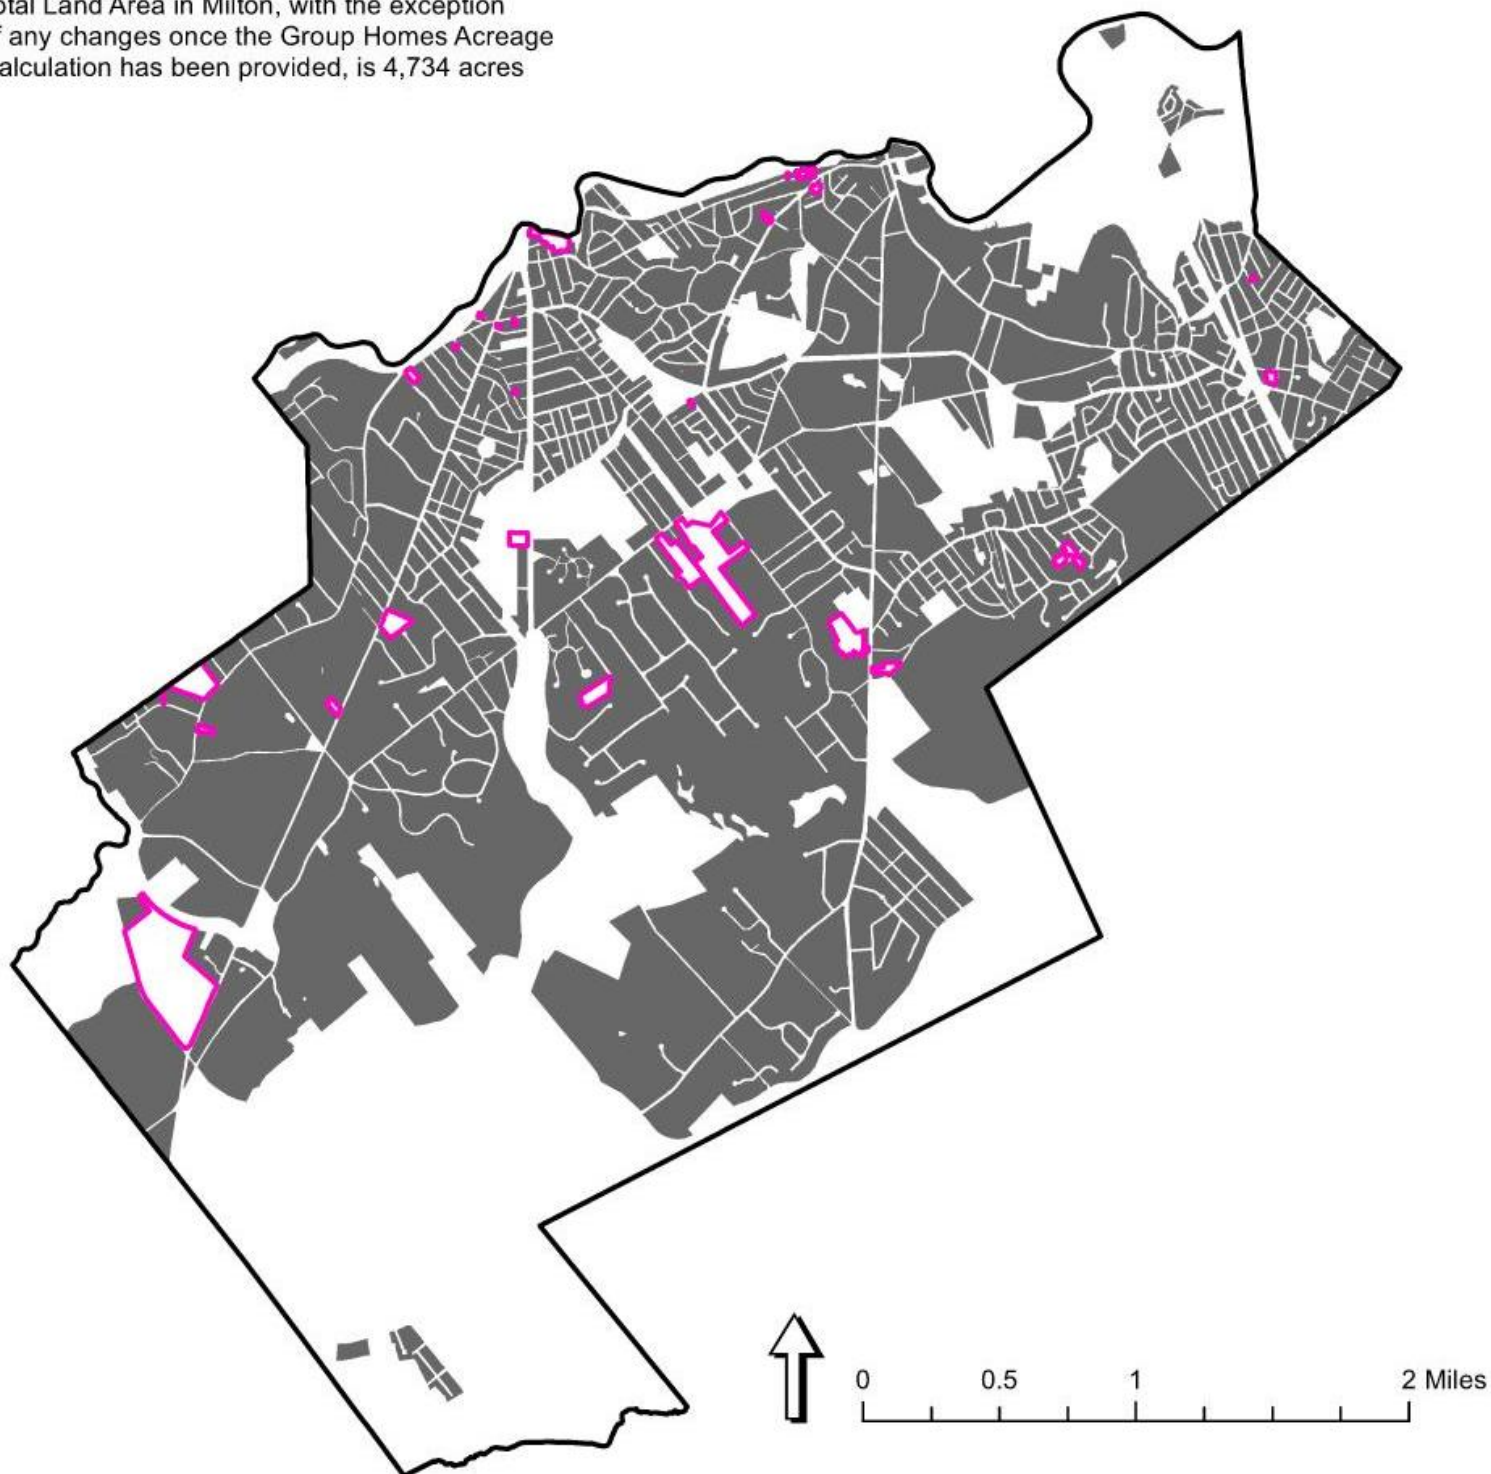 otal Land Area in Milton, with the exception
f any changes once the Group Homes Acreage
alculation has been provided, is 4,734 acres
0 0.5 1 2 Miles